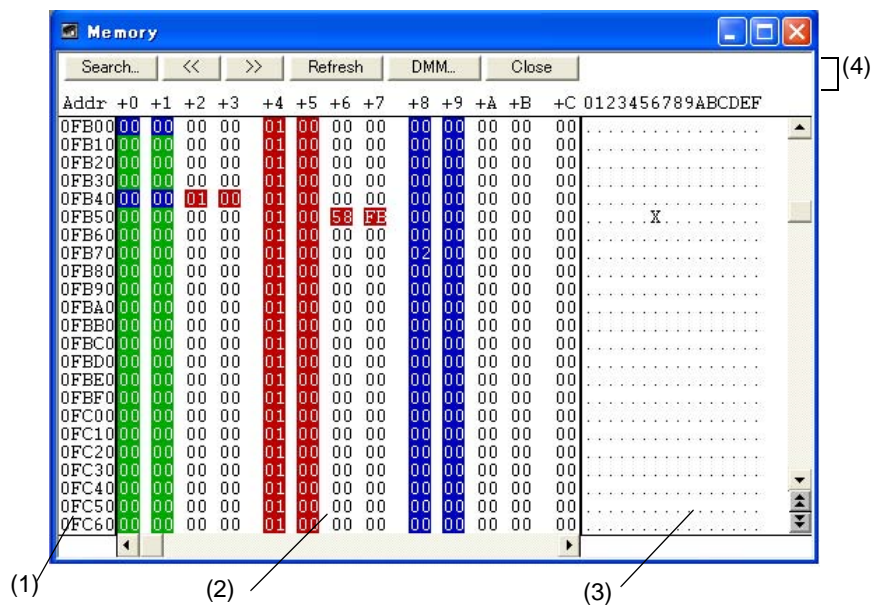 Memory
Search... << >> Refresh DMM... Close
(4)
Addr +0 +1 +2 +3 +4 +5 +6 +7 +8 +9 +A +B +C 0123456789ABCDEF
0FB00 00 00 00 00 01 00 00 00 00 00 00 00 00 ................
0FB10 00 00 00 00 01 00 00 00 00 00 00 00 00 ................
0FB20 00 00 00 00 01 00 00 00 00 00 00 00 00 ................
0FB30 00 00 00 00 01 00 00 00 00 00 00 00 00 ................
0FB40 00 00 01 00 01 00 00 00 00 00 00 00 00 ................
0FB50 00 00 00 00 01 00 58 FB 00 00 00 00 00 ......X.........
0FB60 00 00 00 00 01 00 00 00 00 00 00 00 00 ................
0FB70 00 00 00 00 01 00 00 00 02 00 00 00 00 ................
0FB80 00 00 00 00 01 00 00 00 00 00 00 00 00 ................
0FB90 00 00 00 00 01 00 00 00 00 00 00 00 00 ................
0FBA0 00 00 00 00 01 00 00 00 00 00 00 00 00 ................
0FBB0 00 00 00 00 01 00 00 00 00 00 00 00 00 ................
0FBC0 00 00 00 00 01 00 00 00 00 00 00 00 00 ................
0FBD0 00 00 00 00 01 00 00 00 00 00 00 00 00 ................
0FBE0 00 00 00 00 01 00 00 00 00 00 00 00 00 ................
0FBF0 00 00 00 00 01 00 00 00 00 00 00 00 00 ................
0FC00 00 00 00 00 01 00 00 00 00 00 00 00 00 ................
0FC10 00 00 00 00 01 00 00 00 00 00 00 00 00 ................
0FC20 00 00 00 00 01 00 00 00 00 00 00 00 00 ................
0FC30 00 00 00 00 01 00 00 00 00 00 00 00 00 ................
0FC40 00 00 00 00 01 00 00 00 00 00 00 00 00 ................
0FC50 00 00 00 00 01 00 00 00 00 00 00 00 00 ................
0FC60 00 00 00 00 01 00 00 00 00 00 00 00 00 ................
(1) (2) (3)